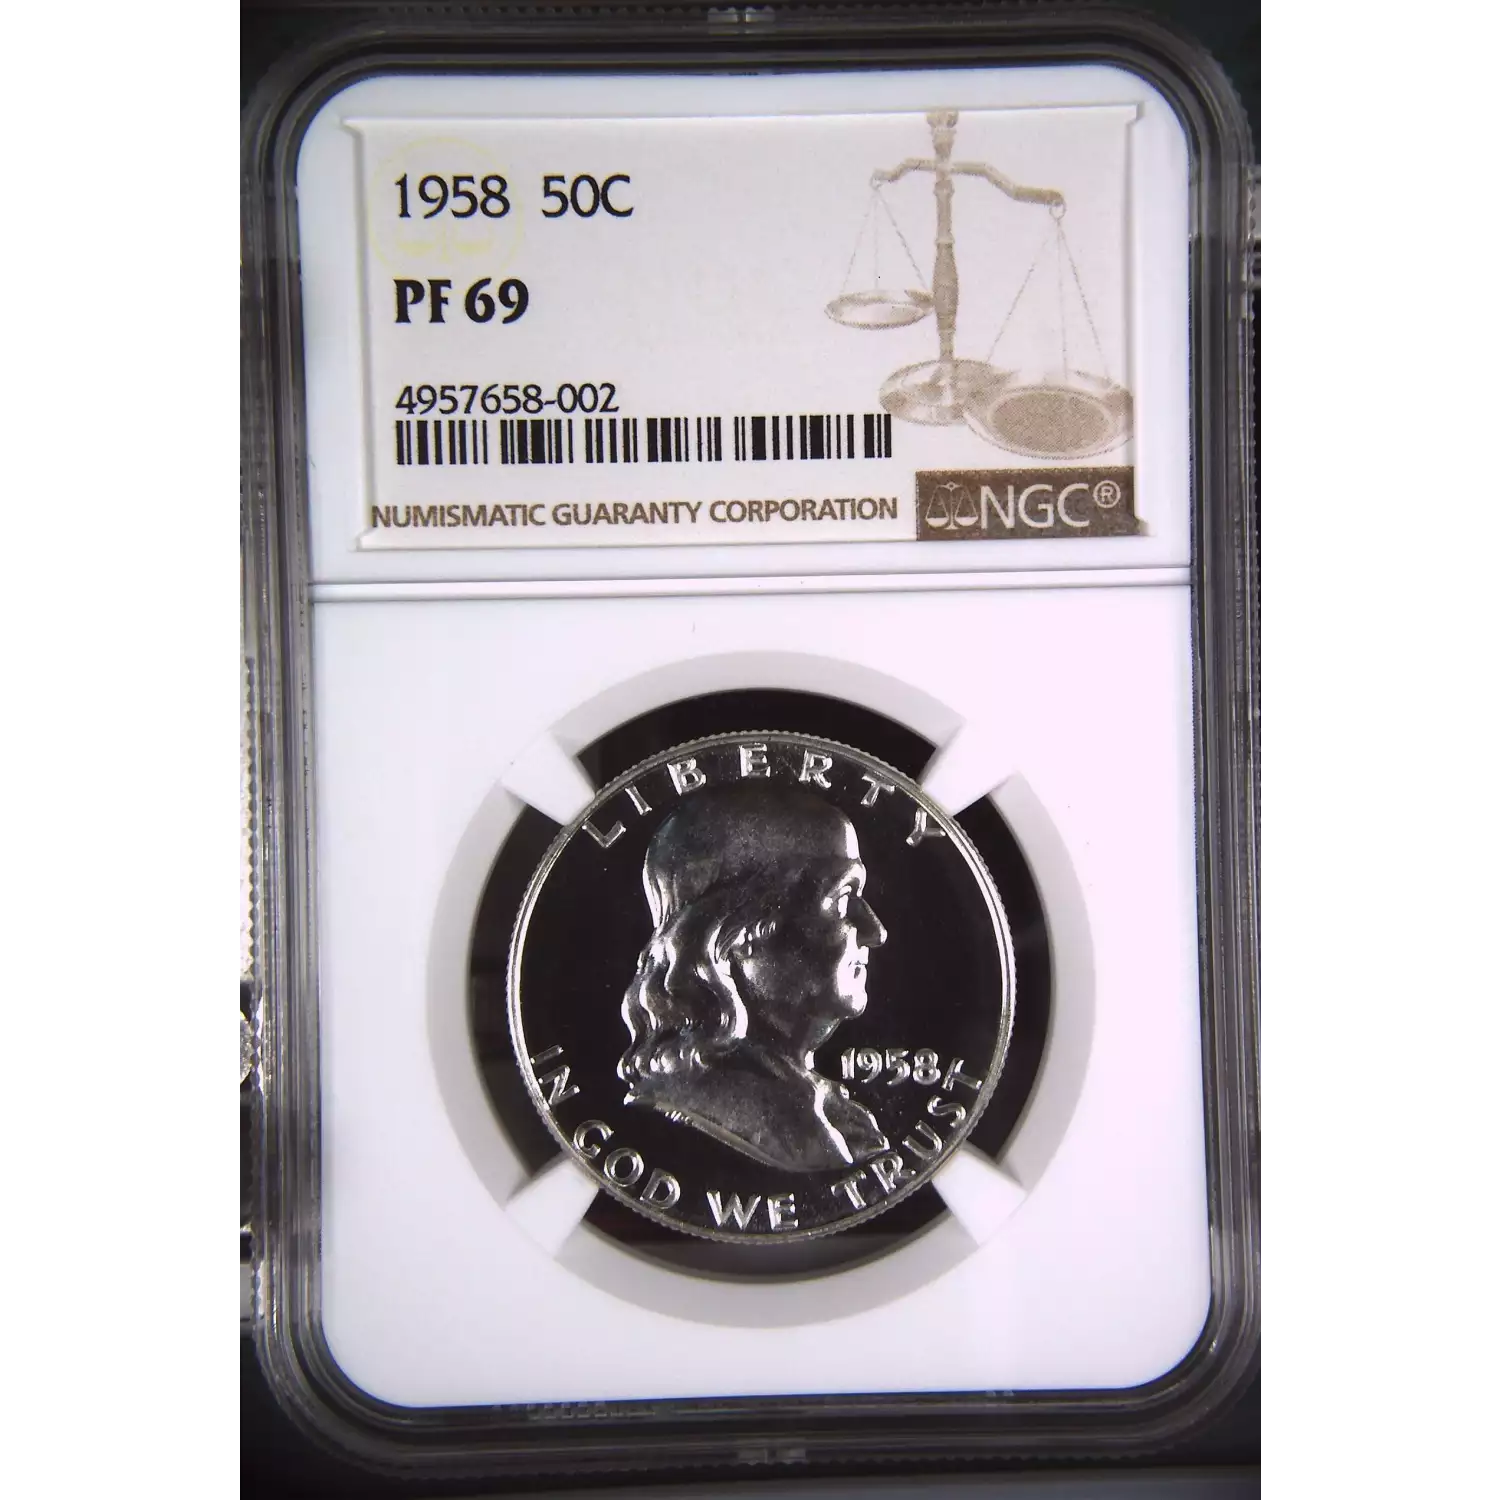 1958 50C
PF 69
4957658-002
NUMISMATIC GUARANTY CORPORATION NGC®
LIBERTY
1958
IN GOD WE TRUST